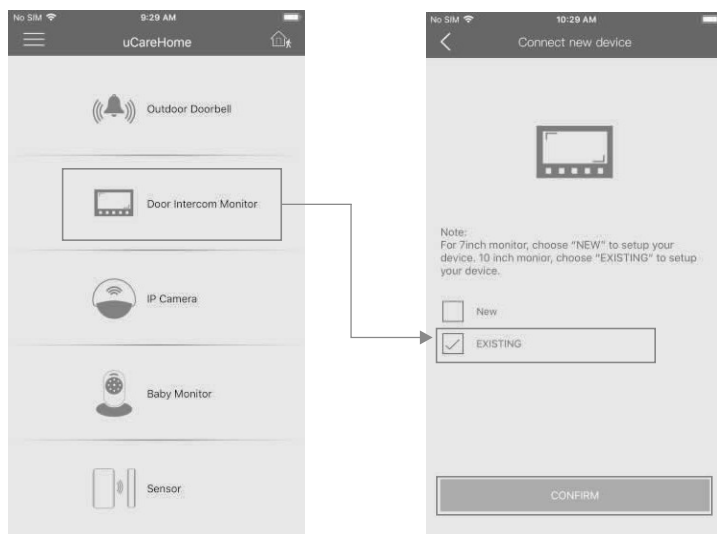 No SIM 9:29 AM
uCareHome
Outdoor Doorbell
Door Intercom Monitor
IP Camera
Baby Monitor
Sensor
No SIM 10:29 AM
Connect new device
Note:
For 7inch monitor, choose "NEW" to setup your
device. 10 inch monior, choose "EXISTING" to setup
your device.
New
EXISTING
CONFIRM